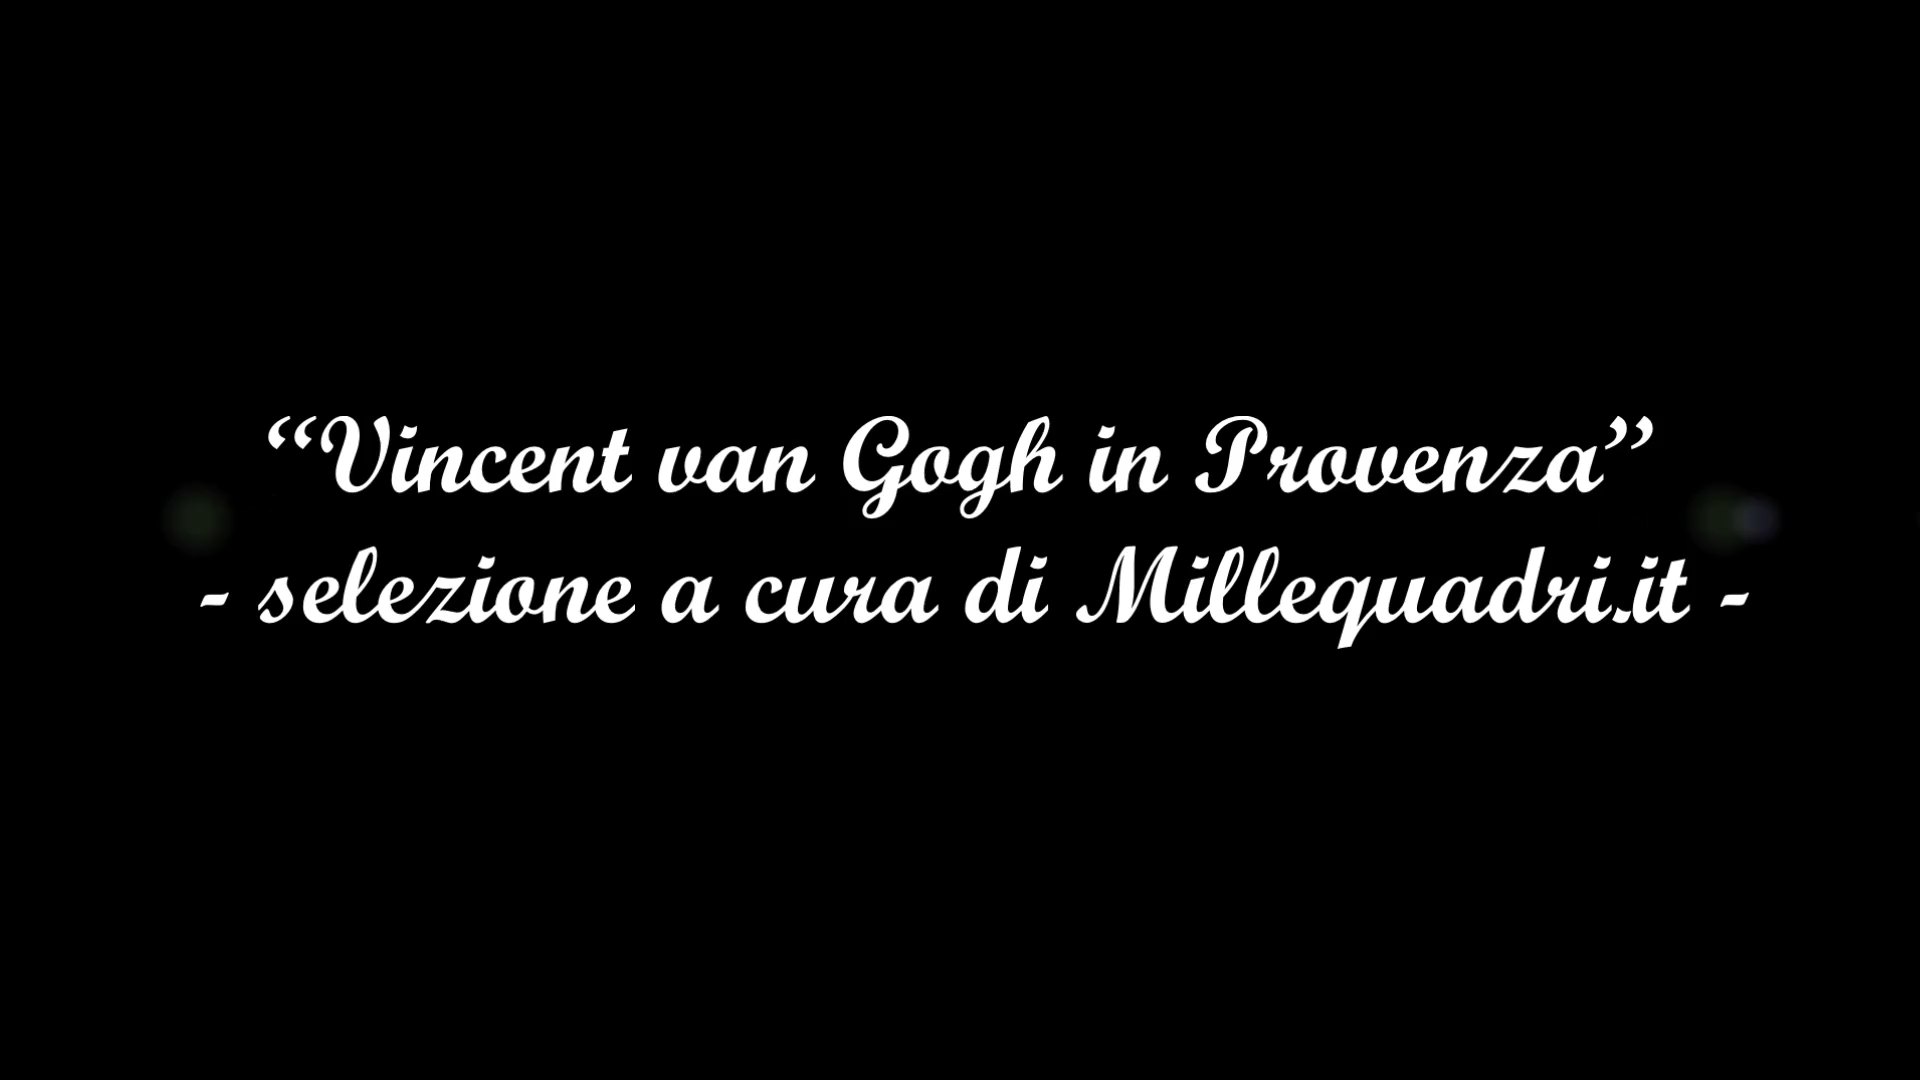 “Vincent van Gogh in Provenza”
- selezione a cura di Millequadri.it -